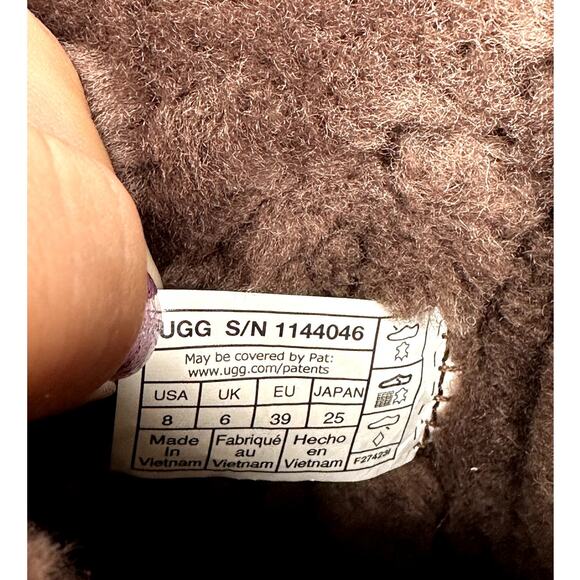 UGG S/N 1144046
May be covered by Pat:
www.ugg.com/patents
USA UK EU JAPAN
8 6 39 25
Made In Vietnam
Fabriqué au Vietnam
Hecho en Vietnam